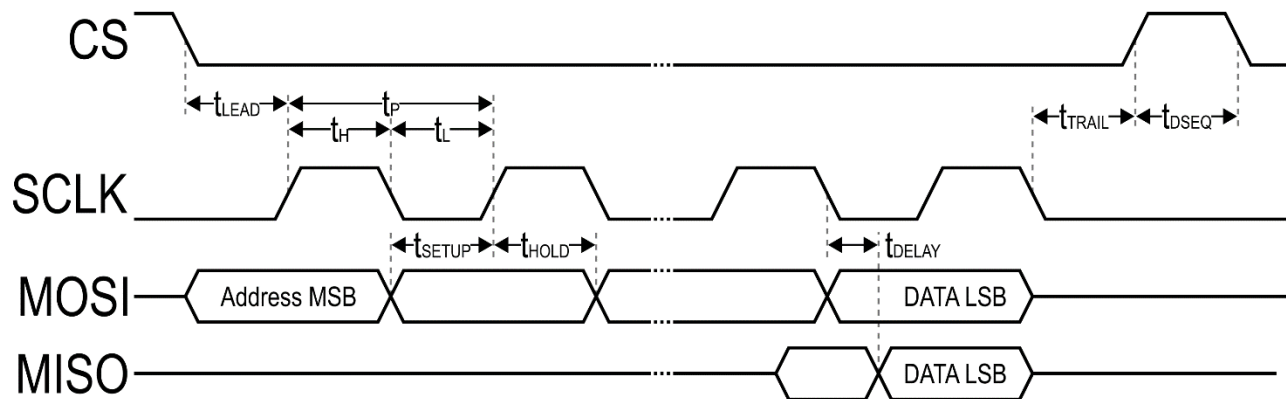 CS
tLEAD
tP
tH
tL
tTRAIL
tDSEQ
SCLK
tSETUP
tHOLD
tDELAY
MOSI
Address MSB
DATA LSB
MISO
DATA LSB